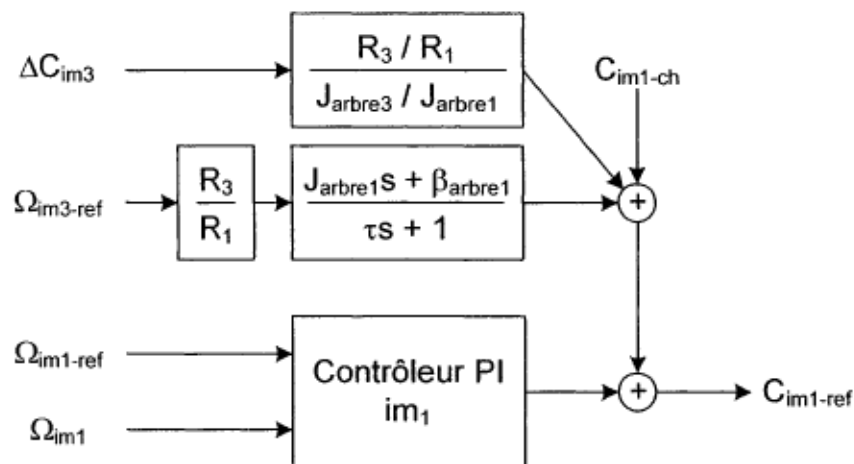 ΔC_im3
R_3 / R_1
J_arbre3 / J_arbre1
C_im1-ch
+
Ω_im3-ref
R_3
R_1
J_arbre1s + β_arbre1
τs + 1
Ω_im1-ref
Ω_im1
Contrôleur PI
im_1
+
C_im1-ref